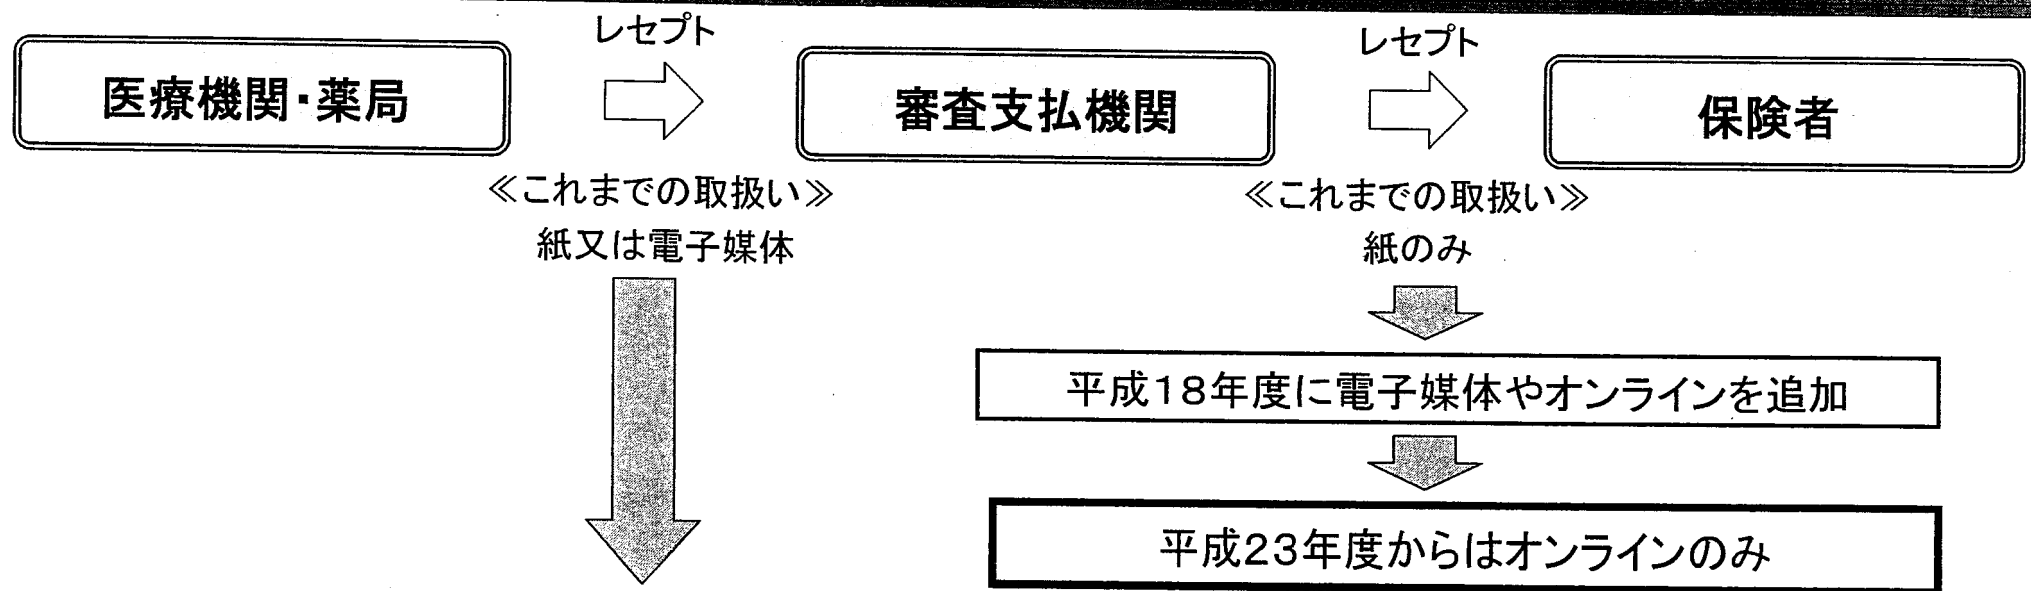 レセプト
レセプト
医療機関・薬局
審査支払機関
保険者
≪これまでの取扱い≫
≪これまでの取扱い≫
紙又は電子媒体
紙のみ
平成18年度に電子媒体やオンラインを追加
平成23年度からはオンラインのみ